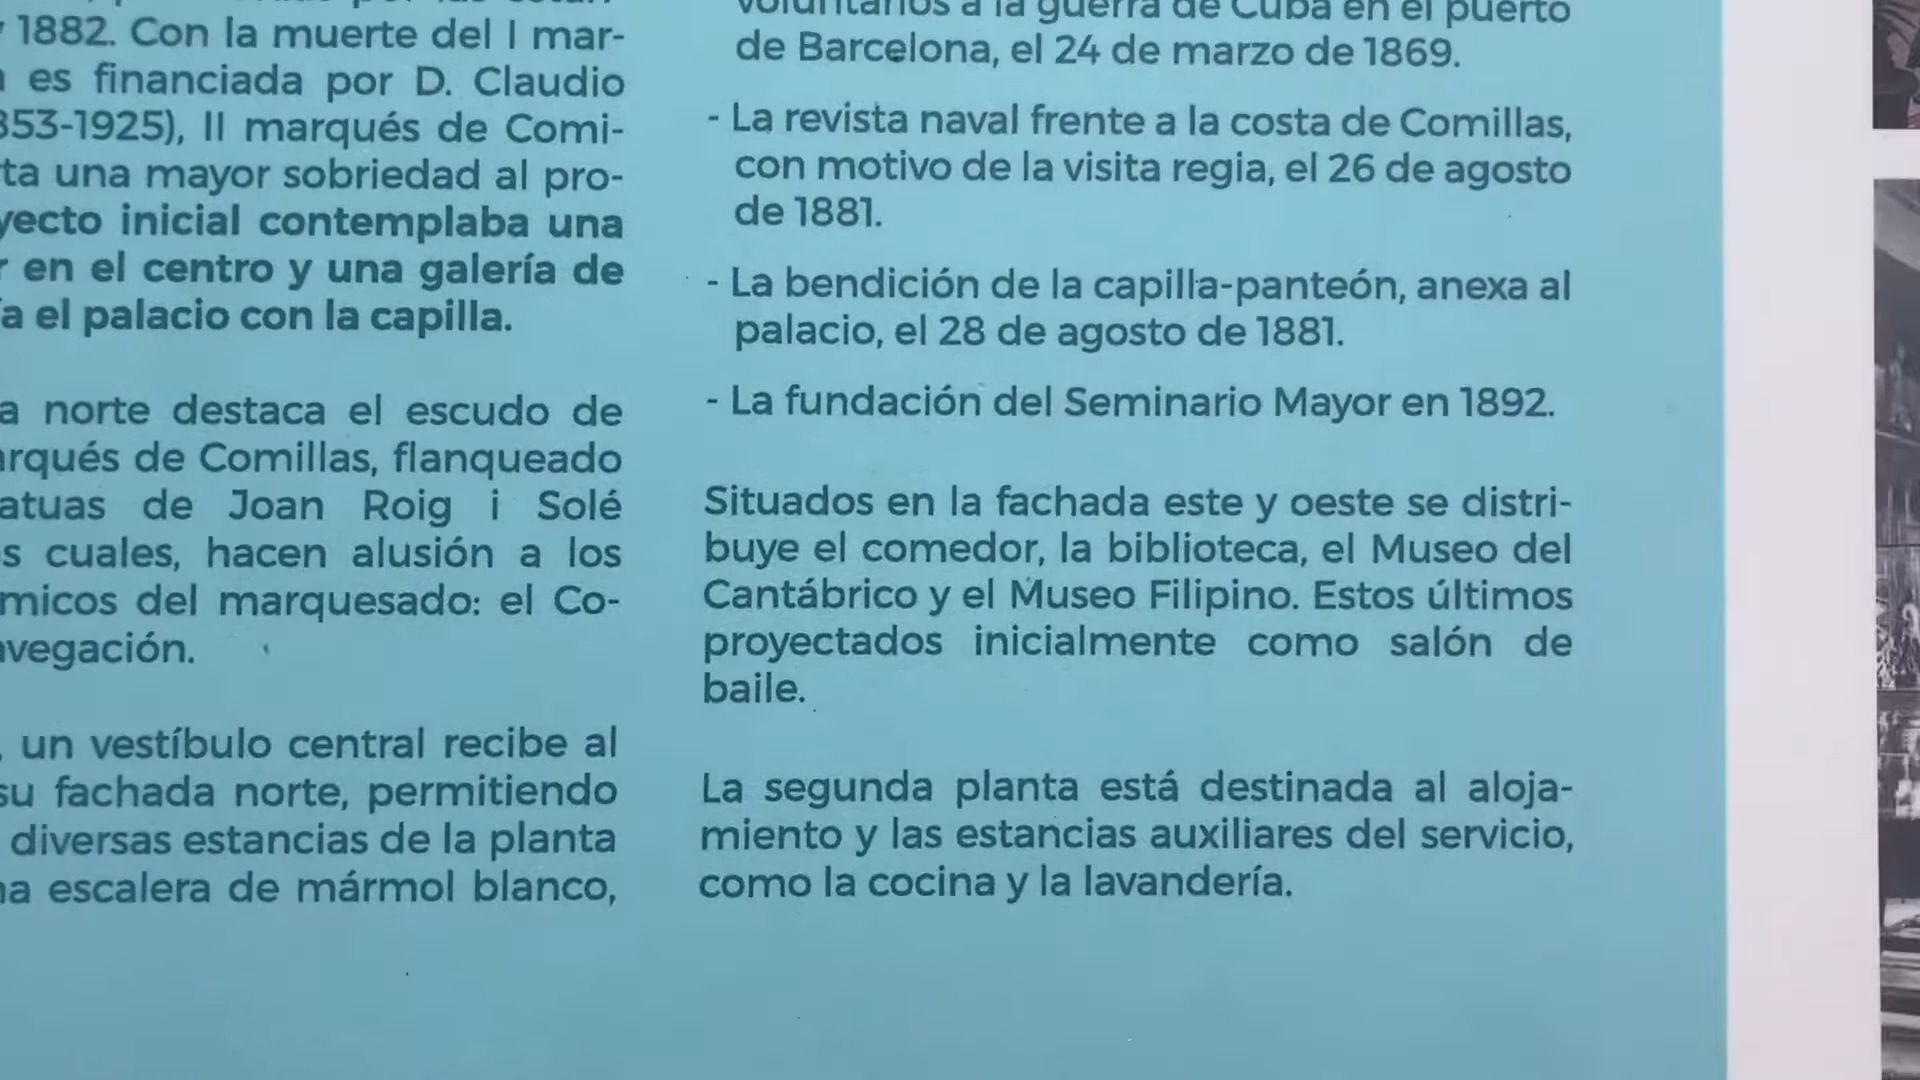 1882. Con la muerte del I mar-
es financiada por D. Claudio
853-1925), II marqués de Comi-
ta una mayor sobriedad al pro-
yecto inicial contemplaba una
en el centro y una galería de
a el palacio con la capilla.
a norte destaca el escudo de
arqués de Comillas, flanqueado
atuas de Joan Roig i Solé
s cuales, hacen alusión a los
micos del marquesado: el Co-
avegación.
, un vestíbulo central recibe al
su fachada norte, permitiendo
diversas estancias de la planta
na escalera de mármol blanco,
voluntarios a la guerra de Cuba en el puerto
de Barcelona, el 24 de marzo de 1869.
- La revista naval frente a la costa de Comillas,
con motivo de la visita regia, el 26 de agosto
de 1881.
- La bendición de la capilla-panteón, anexa al
palacio, el 28 de agosto de 1881.
- La fundación del Seminario Mayor en 1892.
Situados en la fachada este y oeste se distri-
buye el comedor, la biblioteca, el Museo del
Cantábrico y el Museo Filipino. Estos últimos
proyectados inicialmente como salón de
baile.
La segunda planta está destinada al aloja-
miento y las estancias auxiliares del servicio,
como la cocina y la lavandería.